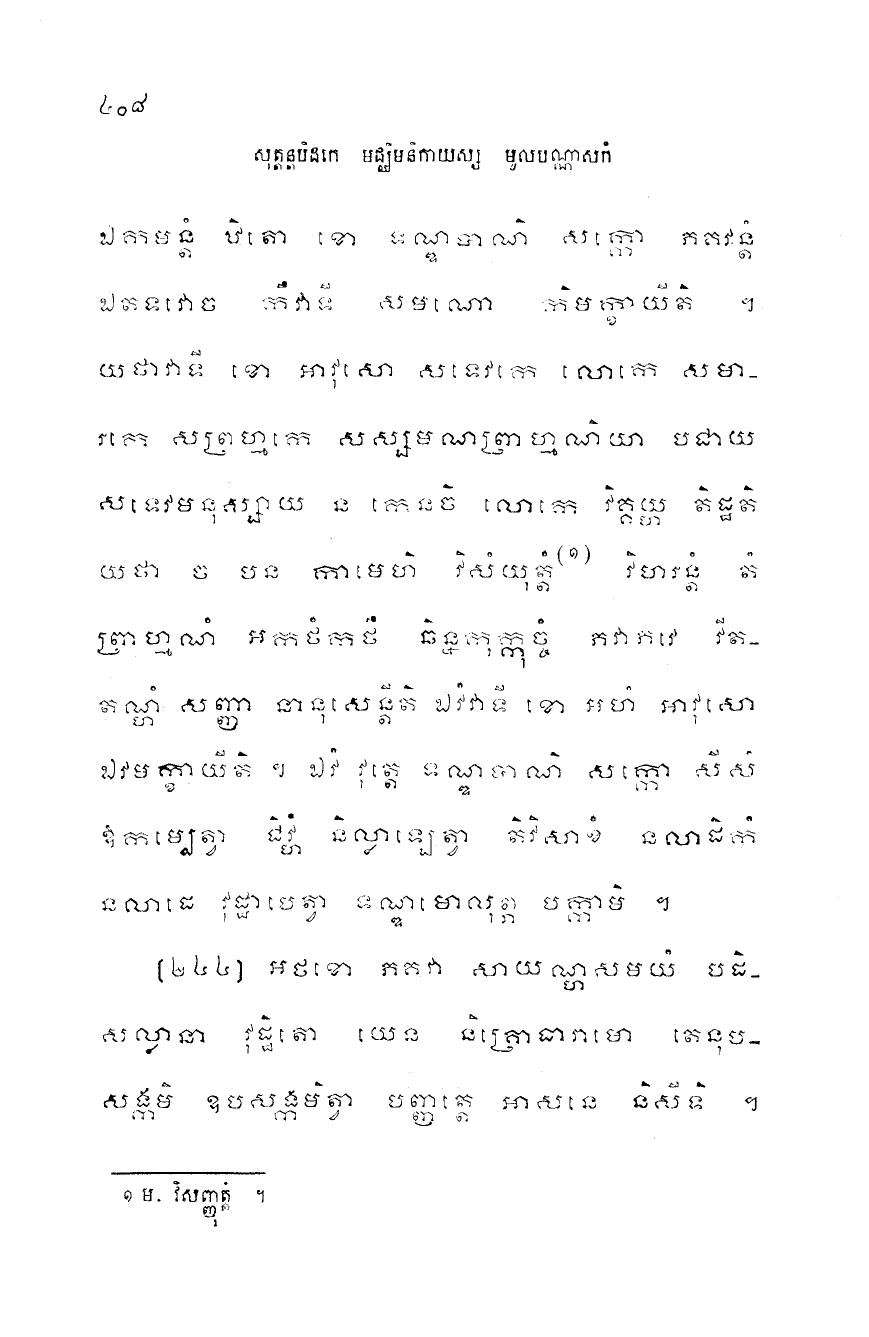 ៤០៨
សុត្តន្តបិដកេ មជ្ឈិមនិកាយស្ស មូលបណ្ណាសកំ
ឯកមន្តំ ឋិតោ ខោ ទណ្ឌបាណិ សក្កោ ភគវន្តំ
ឯតទវោច កឹវាទី សមណោ កិមក្ខាយីតិ ។
យថាវាទី ខោ អាវុសោ សទេវកេ លោកេ សមា-
រកេ សព្រហ្មកេ សស្សមណព្រាហ្មណិយា បជាយ
សទេវមនុស្សាយ ន កេនចិ លោកេ វិគ្គយ្ហ តិដ្ឋតិ
យថា ច បន កាមេហិ វិសំយុត្តំ(១) វិហរន្តំ តំ
ព្រាហ្មណំ អកថំកថឹ ឆិន្នកុក្កុច្ចំ ភវាភវេ វីត-
តណ្ហំ សញ្ញា នានុសេន្តីតិ ឯវំវាទី ខោ អហំ អាវុសោ
ឯវមក្ខាយីតិ ។ ឯវំ វុត្តេ ទណ្ឌបាណិ សក្កោ សីសំ
ឱកម្បេត្វា ជិវ្ហំ និល្លាឡេត្វា តិវិសាខំ នលាដិកំ
នលាដេ វុដ្ឋាបេត្វា ទណ្ឌមោលុព្ភ បក្កាមិ ។
[២៤៤] អថខោ ភគវា សាយណ្ហសមយំ បដិ-
សល្លានា វុដ្ឋិតោ យេន និគ្រោធារាមោ តេនុប-
សង្កមិ ឧបសង្កមិត្វា បញ្ញត្តេ អាសនេ និសីទិ ។
១ ម. វិសញ្ញុត្តំ ។